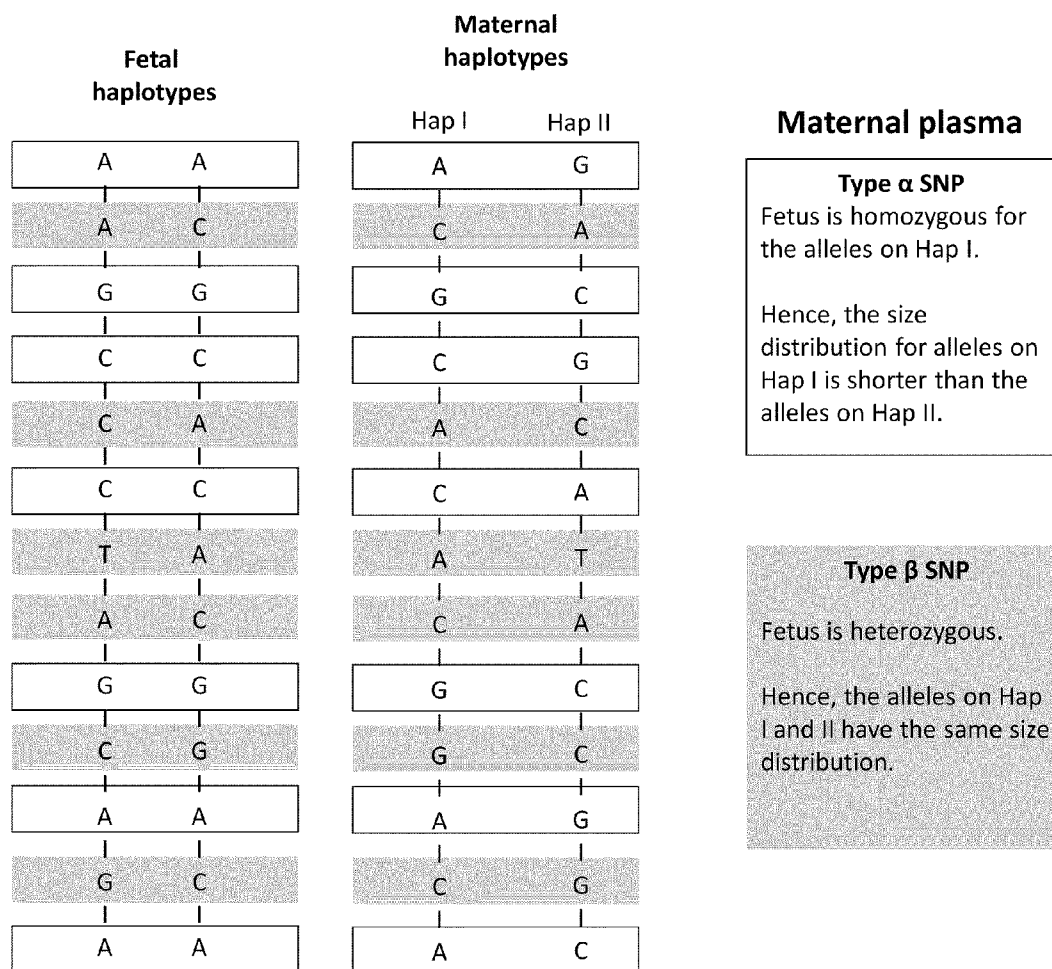 Fetal
haplotypes
Maternal
haplotypes
Hap I Hap II
A A A G
A C C A
G G G C
C C C G
C A A C
C C C A
T A A T
A C C A
G G G C
C G G C
A A A G
G C C G
A A A C
Maternal plasma
Type α SNP
Fetus is homozygous for
the alleles on Hap I.
Hence, the size
distribution for alleles on
Hap I is shorter than the
alleles on Hap II.
Type β SNP
Fetus is heterozygous.
Hence, the alleles on Hap
I and II have the same size
distribution.